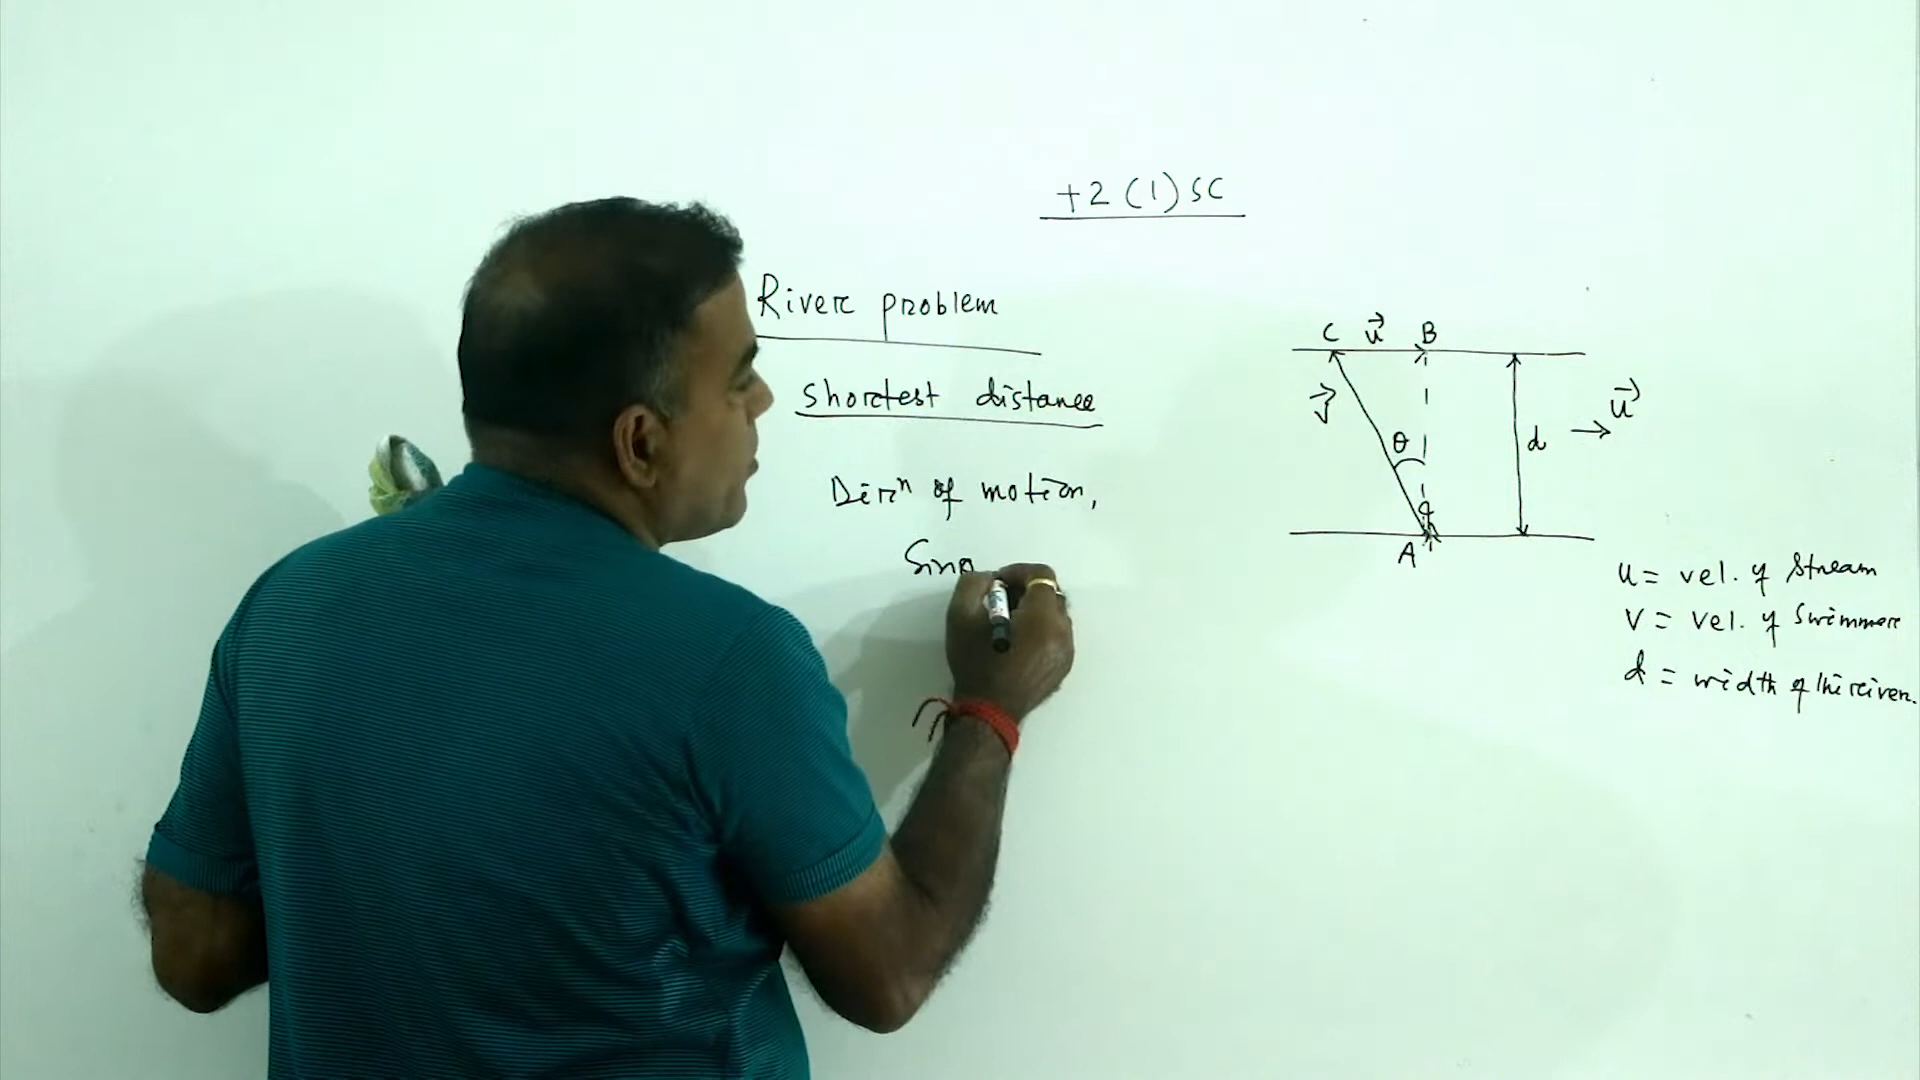 +2 (1) SC
River problem
Shortest distance
Dirⁿ of motion,
Sinθ
C u⃗ B
v⃗
θ
d
u⃗
A
u = vel. of Stream
v = vel. of Swimmer
d = width of the river.